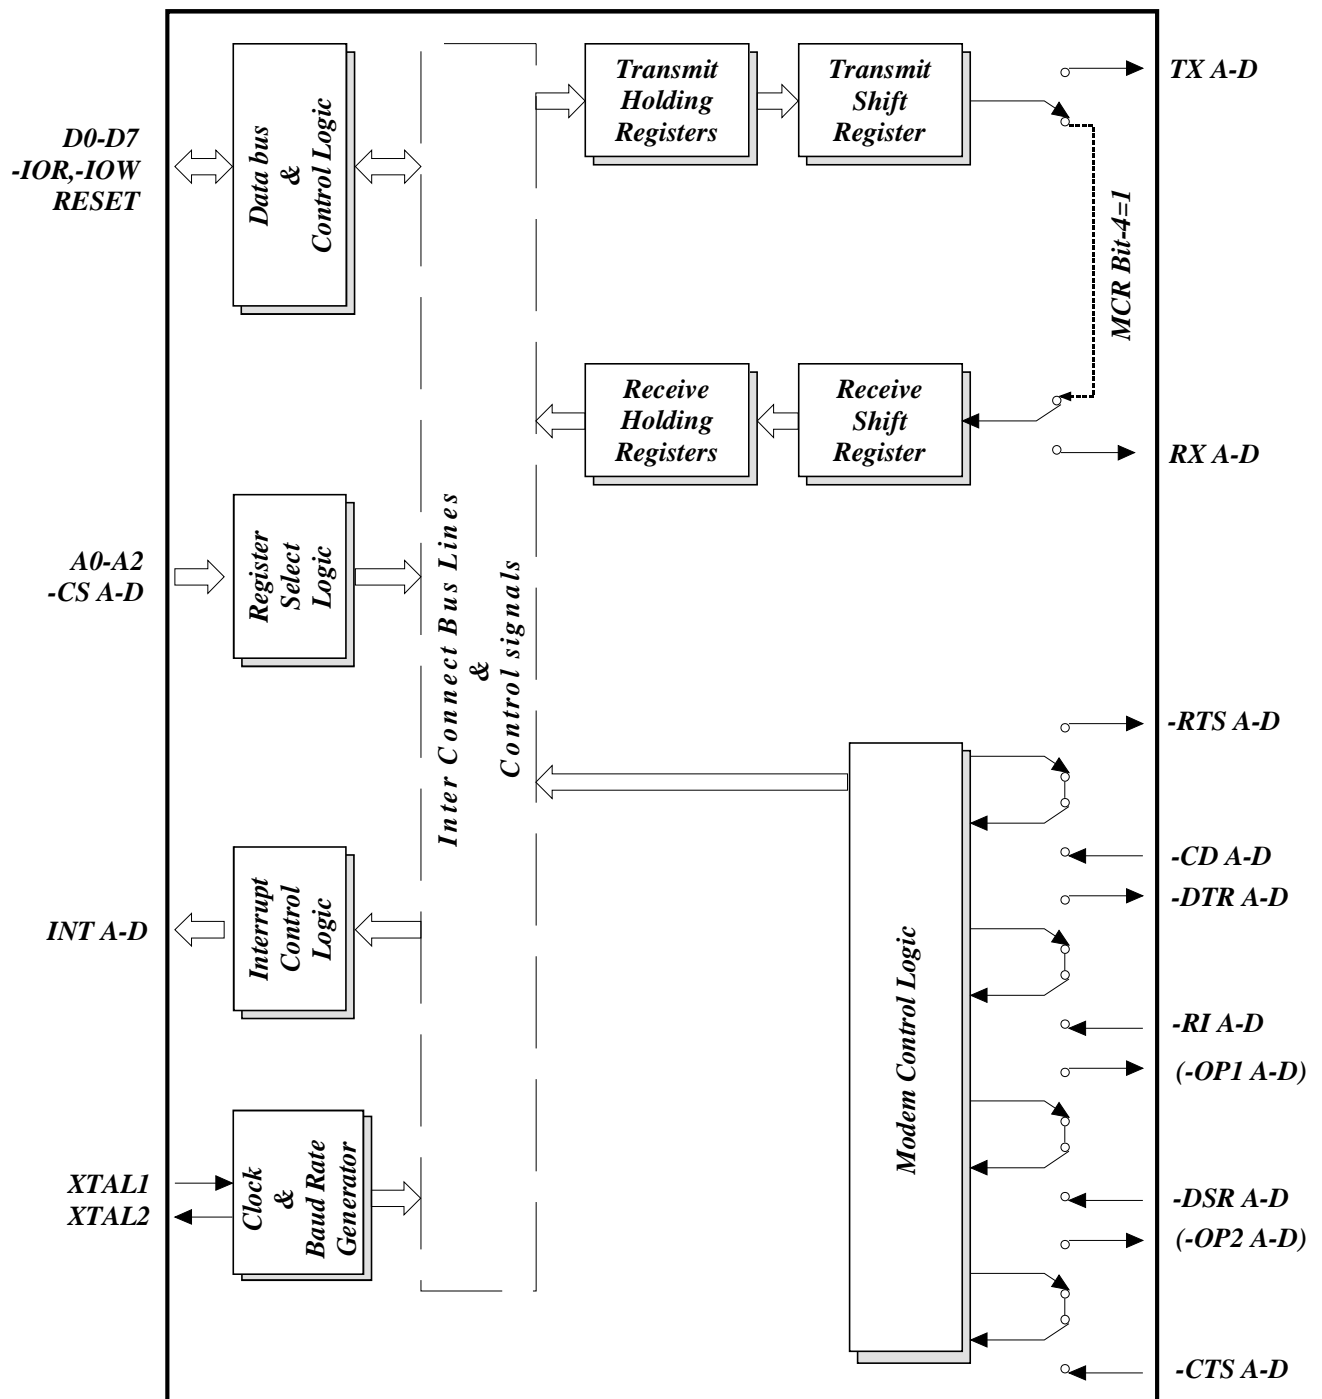 D0-D7
-IOR,-IOW
RESET
Data bus
&
Control Logic
A0-A2
-CS A-D
Register
Select
Logic
INT A-D
Interrupt
Control
Logic
XTAL1
XTAL2
Clock
&
Baud Rate
Generator
Inter Connect Bus Lines
&
Control signals
Transmit
Holding
Registers
Transmit
Shift
Register
Receive
Holding
Registers
Receive
Shift
Register
MCR Bit-4=1
Modem Control Logic
TX A-D
RX A-D
-RTS A-D
-CD A-D
-DTR A-D
-RI A-D
(-OP1 A-D)
-DSR A-D
(-OP2 A-D)
-CTS A-D